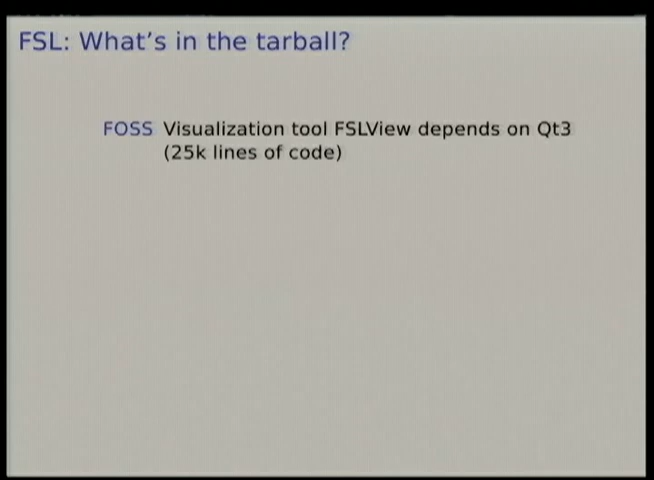 FSL: What's in the tarball?
FOSS Visualization tool FSLView depends on Qt3
(25k lines of code)